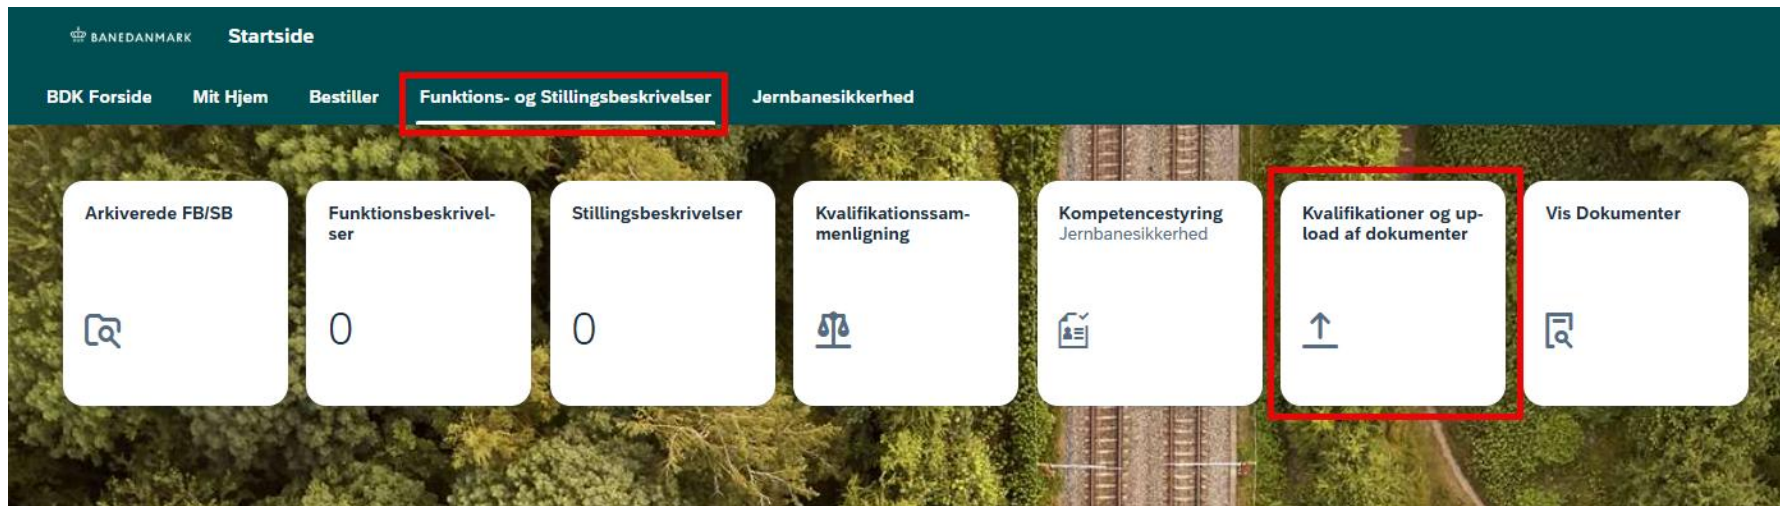 BANEDANMARK Startside
BDK Forside Mit Hjem Bestiller Funktions- og Stillingsbeskrivelser Jernbanesikkerhed
Arkiverede FB/SB
Funktionsbeskrivel-
ser
0
Stillingsbeskrivelser
0
Kvalifikationssam-
menligning
Kompetencestyring
Jernbanesikkerhed
Kvalifikationer og up-
load af dokumenter
Vis Dokumenter